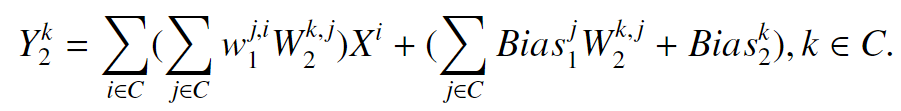 Y_2^k = \sum_{i \in C} (\sum_{j \in C} w_1^{j,i} W_2^{k,j}) X^i + (\sum_{j \in C} Bias_1^j W_2^{k,j} + Bias_2^k), k \in C.